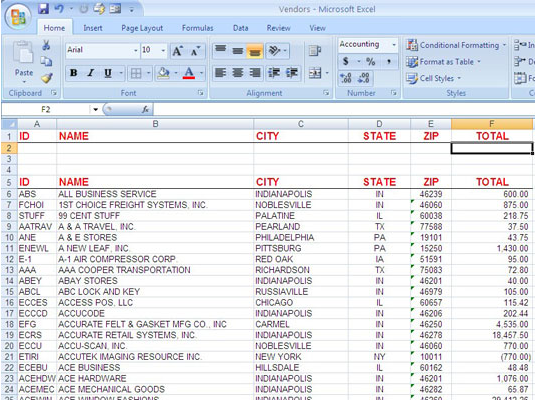 Vendors - Microsoft Excel
Home Insert Page Layout Formulas Data Review View
Arial 10 A A Accounting Conditional Formatting
Paste B I U A $ % , Format as Table
.0 .00 .00 .0 Cell Styles
Clipboard Font Alignment Number Styles
F2 fx
A B C D E F
1 ID NAME CITY STATE ZIP TOTAL
2
3
4
5 ID NAME CITY STATE ZIP TOTAL
6 ABS ALL BUSINESS SERVICE INDIANAPOLIS IN 46239 600.00
7 FCHOI 1ST CHOICE FREIGHT SYSTEMS, INC. NOBLESVILLE IN 46060 875.00
8 STUFF 99 CENT STUFF PALATINE IL 60038 218.75
9 AATRAV A & A TRAVEL, INC. PEARLAND TX 77588 37.50
10 ANE A & E STORES PHILADELPHIA PA 19101 43.75
11 ENEWL A NEW LEAF, INC. PITTSBURG PA 15250 1,430.00
12 E-1 A-1 AIR COMPRESSOR CORP. RED OAK IA 51591 95.00
13 AAA AAA COOPER TRANSPORTATION RICHARDSON TX 75083 72.80
14 ABEY ABAY STORES INDIANAPOLIS IN 46201 40.00
15 ABCL ABC LOCK AND KEY RUSSIAVILLE IN 46979 105.00
16 ECCES ACCESS POS, LLC CHICAGO IL 60657 115.42
17 ECCCD ACCUCODE INDIANAPOLIS IN 46206 202.44
18 EFG ACCURATE FELT & GASKET MFG CO., INC CARMEL IN 46250 4,535.00
19 ECRS ACCURATE RETAIL SYSTEMS, INC. INDIANAPOLIS IN 46278 18,457.50
20 ECCU ACCU-SCAN, INC. NOBLESVILLE IN 46060 770.00
21 ETIRI ACCUTEK IMAGING RESOURCE INC. NEW YORK NY 10011 (770.00)
22 ECEBU ACE BUSINESS HILLSDALE IL 60162 48.48
23 ACEHDW ACE HARDWARE INDIANAPOLIS IN 46201 1,076.00
24 ACEMEC ACE MECHANICAL GOODS INDIANAPOLIS IN 46282 65.87
25 ACEWIN ACE WINDOW FASHIONS INDIANAPOLIS IN 46250 29,412.26